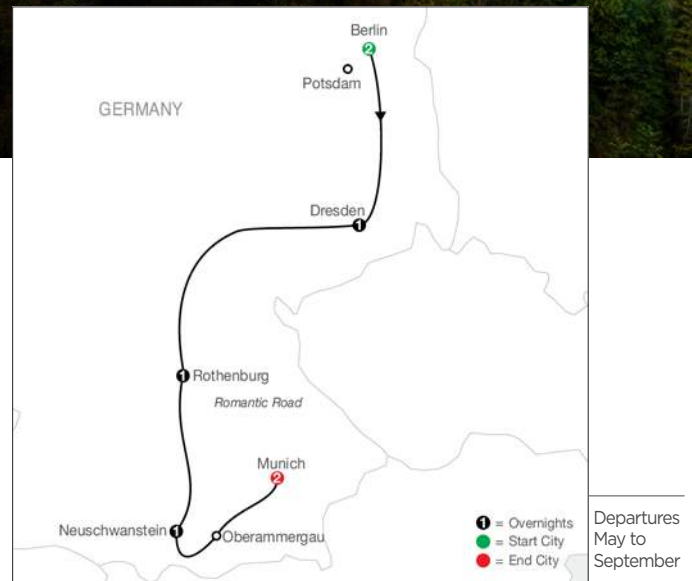 Berlin
2
Potsdam
GERMANY
Dresden
1
1 Rothenburg
Romantic Road
Munich
2
Neuschwanstein 1
Oberammergau
1 = Overnights
= Start City
= End City
Departures
May to
September